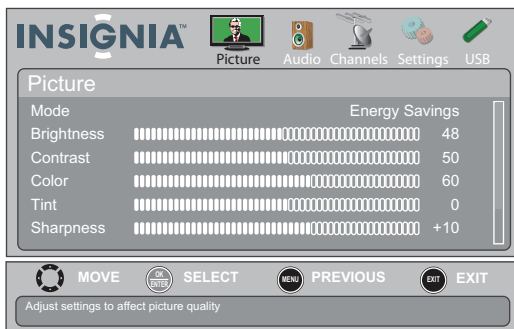 INSIGNIA™
Picture Audio Channels Settings USB
Picture
Mode Energy Savings
Brightness 48
Contrast 50
Color 60
Tint 0
Sharpness +10
MOVE OK ENTER SELECT MENU PREVIOUS EXIT EXIT
Adjust settings to affect picture quality